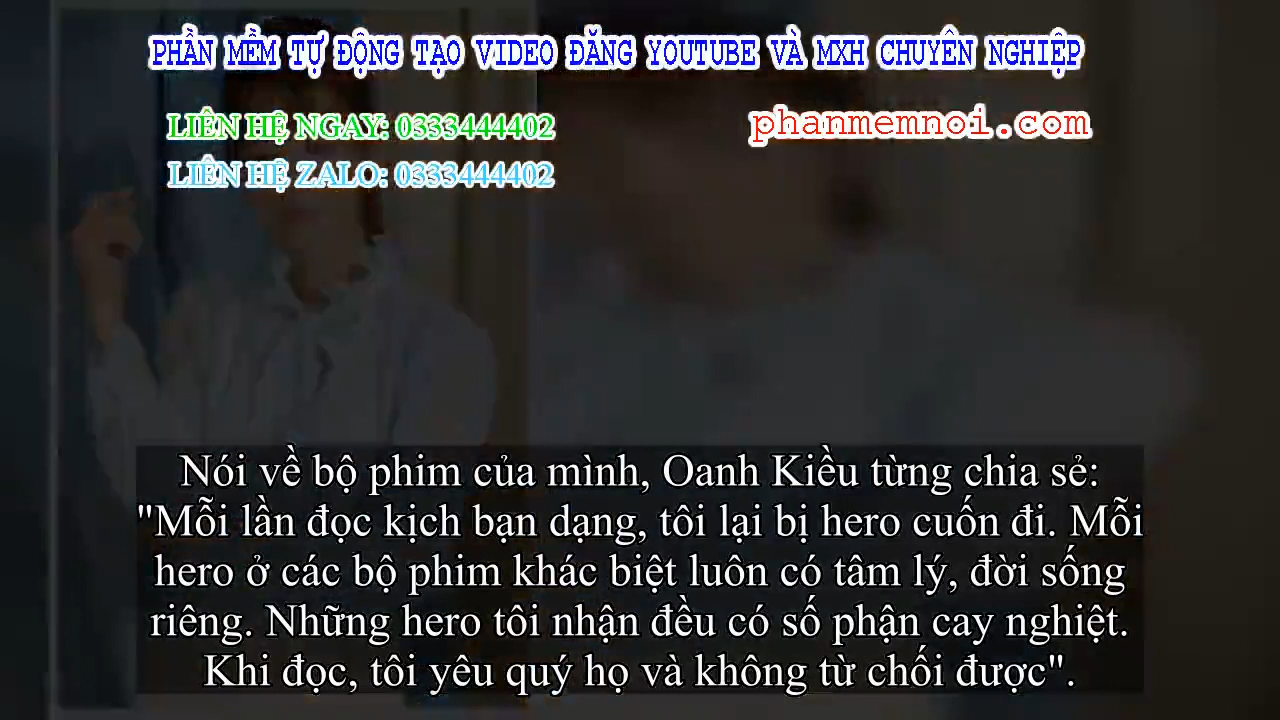 PHẦN MỀM TỰ ĐỘNG TẠO VIDEO ĐĂNG YOUTUBE VÀ MXH CHUYÊN NGHIỆP
LIÊN HỆ NGAY: 0333444402
phanmemnoi.com
LIÊN HỆ ZALO: 0333444402
Nói về bộ phim của mình, Oanh Kiều từng chia sẻ:
"Mỗi lần đọc kịch bạn dạng, tôi lại bị hero cuốn đi. Mỗi
hero ở các bộ phim khác biệt luôn có tâm lý, đời sống
riêng. Những hero tôi nhận đều có số phận cay nghiệt.
Khi đọc, tôi yêu quý họ và không từ chối được".